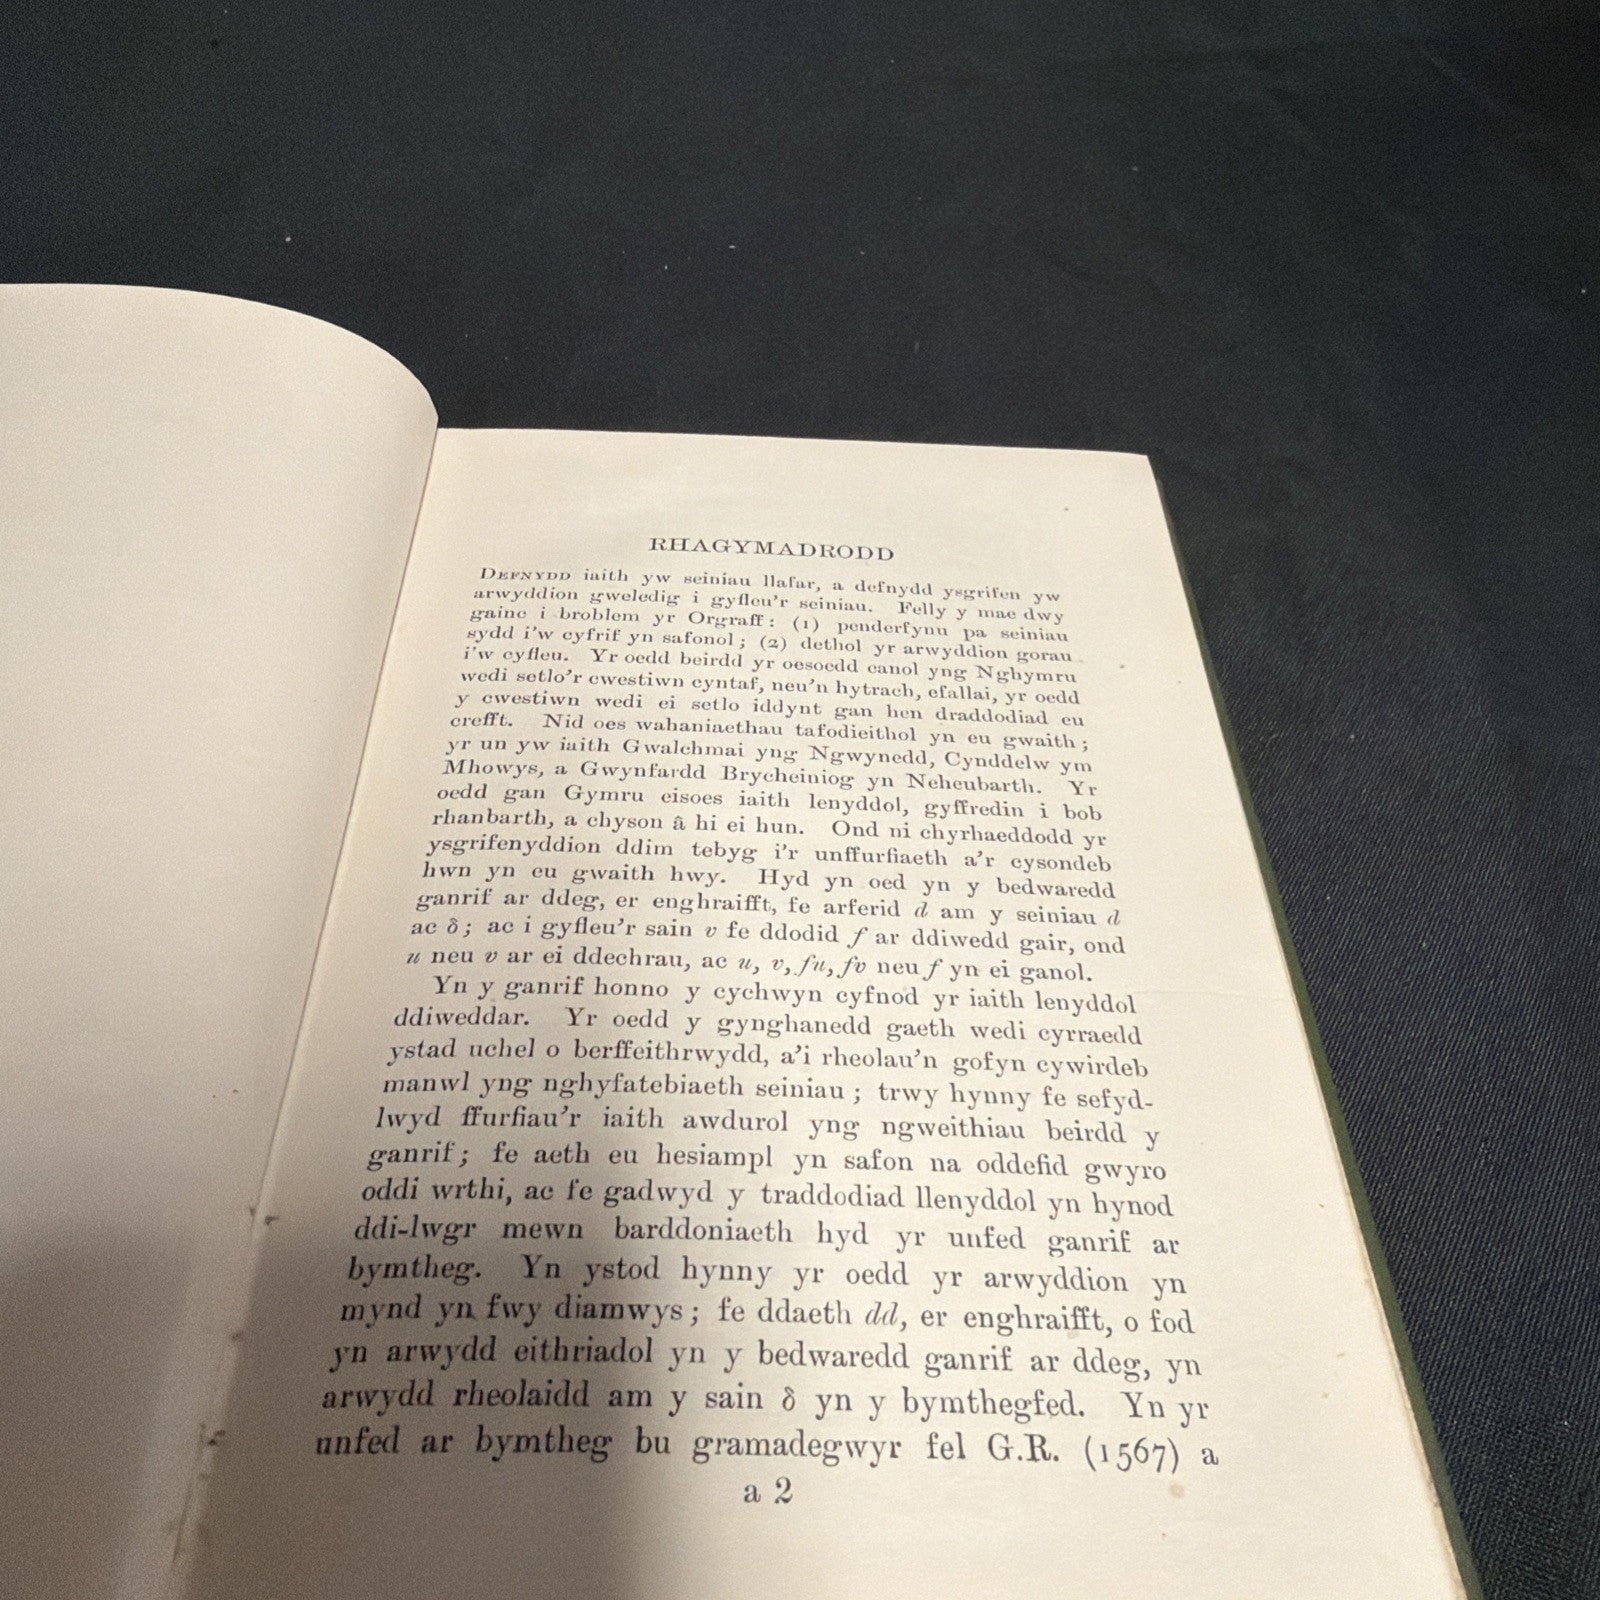 RHAGYMADRODD
DEFNYDD iaith yw seiniau llafar, a defnydd ysgrifen yw
arwyddion gweledig i gyfleu'r seiniau. Felly y mae dwy
gainc i broblem yr Orgraff: (1) penderfynu pa seiniau
sydd i'w cyfrif yn safonol; (2) dethol yr arwyddion gorau
i'w cyfleu. Yr oedd beirdd yr oesoedd canol yng Nghymru
wedi setlo'r cwestiwn cyntaf, neu'n hytrach, efallai, yr oedd
y cwestiwn wedi ei setlo iddynt gan hen draddodiad eu
crefft. Nid oes wahaniaethau tafodieithol yn eu gwaith;
yr un yw iaith Gwalchmai yng Ngwynedd, Cynddelw ym
Mhowys, a Gwynfardd Brycheiniog yn Neheubarth. Yr
oedd gan Gymru eisoes iaith lenyddol, gyffredin i bob
rhanbarth, a chyson â hi ei hun. Ond ni chyrhaeddodd yr
ysgrifenyddion ddim tebyg i'r unffurfiaeth a'r cysondeb
hwn yn eu gwaith hwy. Hyd yn oed yn y bedwaredd
ganrif ar ddeg, er enghraifft, fe arferid d am y seiniau d
ac δ; ac i gyfleu'r sain v fe ddodid f ar ddiwedd gair, ond
u neu v ar ei ddechrau, ac u, v, fu, fv neu f yn ei ganol.
Yn y ganrif honno y cychwyn cyfnod yr iaith lenyddol
ddiweddar. Yr oedd y gynghanedd gaeth wedi cyrraedd
ystad uchel o berffeithrwydd, a'i rheolau'n gofyn cywirdeb
manwl yng nghyfatebiaeth seiniau; trwy hynny fe sefyd-
lwyd ffurfiau'r iaith awdurol yng ngweithiau beirdd y
ganrif; fe aeth eu hesiampl yn safon na oddefid gwyro
oddi wrthi, ac fe gadwyd y traddodiad llenyddol yn hynod
ddi-lwgr mewn barddoniaeth hyd yr unfed ganrif ar
bymtheg. Yn ystod hynny yr oedd yr arwyddion yn
mynd yn fwy diamwys; fe ddaeth dd, er enghraifft, o fod
yn arwydd eithriadol yn y bedwaredd ganrif ar ddeg, yn
arwydd rheolaidd am y sain δ yn y bymthegfed. Yn yr
unfed ar bymtheg bu gramadegwyr fel G.R. (1567) a
a 2